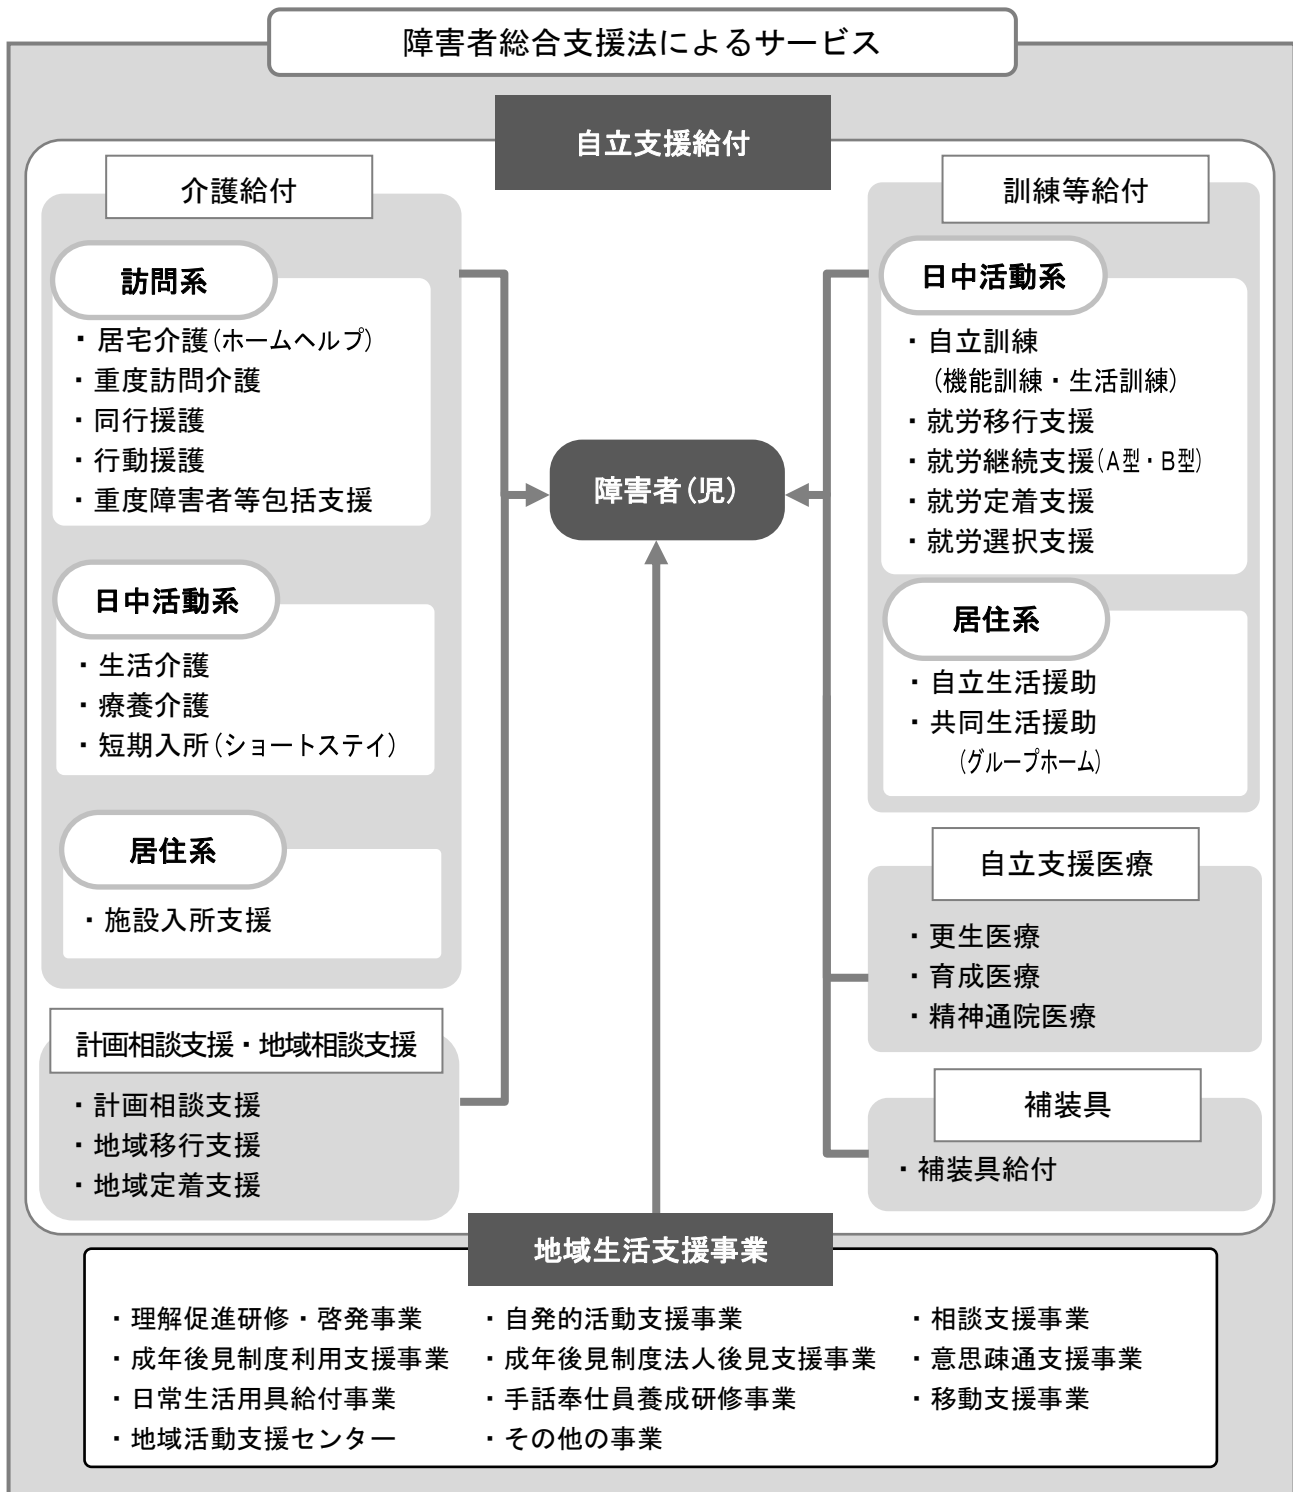 障害者総合支援法によるサービス
自立支援給付
介護給付
訪問系
・居宅介護(ホームヘルプ)
・重度訪問介護
・同行援護
・行動援護
・重度障害者等包括支援
日中活動系
・生活介護
・療養介護
・短期入所(ショートステイ)
居住系
・施設入所支援
計画相談支援・地域相談支援
・計画相談支援
・地域移行支援
・地域定着支援
障害者(児)
訓練等給付
日中活動系
・自立訓練
(機能訓練・生活訓練)
・就労移行支援
・就労継続支援(A型・B型)
・就労定着支援
・就労選択支援
居住系
・自立生活援助
・共同生活援助
(グループホーム)
自立支援医療
・更生医療
・育成医療
・精神通院医療
補装具
・補装具給付
地域生活支援事業
・理解促進研修・啓発事業
・成年後見制度利用支援事業
・日常生活用具給付事業
・地域活動支援センター
・自発的活動支援事業
・成年後見制度法人後見支援事業
・手話奉仕員養成研修事業
・その他の事業
・相談支援事業
・意思疎通支援事業
・移動支援事業